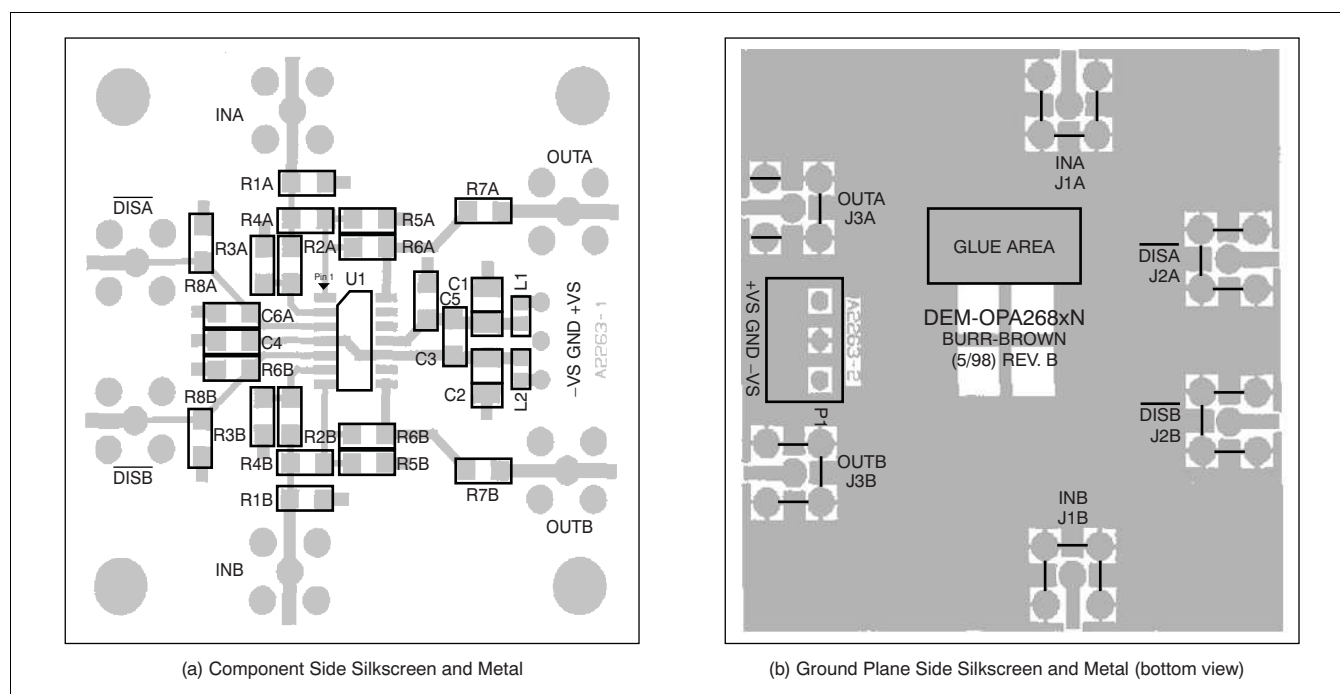 INA
OUTA
R1A
R7A
DISA
R4A
R5A
R3A
R2A
R6A
R8A
Pin 1
U1
C1
L1
C5
C6A
C4
R6B
C3
–VS GND +VS
A2263-1
R8B
C2
L2
R3B
R2B
R6B
R4B
R5B
DISB
R1B
R7B
OUTB
INB
(a) Component Side Silkscreen and Metal
INA
J1A
OUTA
J3A
GLUE AREA
DISA
J2A
+VS GND –VS
A2263-2
DEM-OPA268xN
BURR-BROWN
(5/98) REV. B
P1
DISB
J2B
OUTB
J3B
INB
J1B
(b) Ground Plane Side Silkscreen and Metal (bottom view)